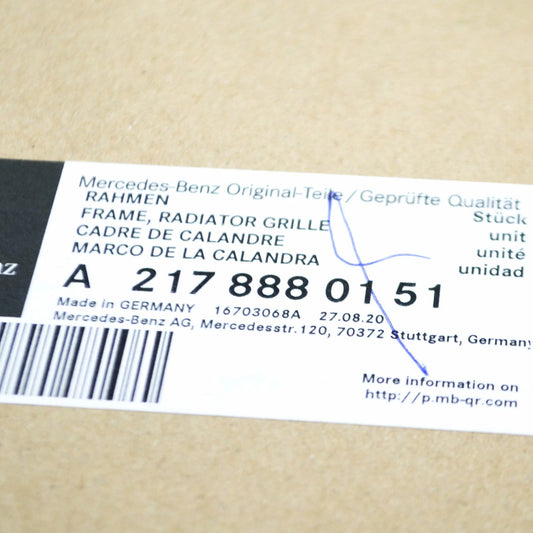 Mercedes-Benz Original-Teile/Geprüfte Qualität
RAHMEN Stück
FRAME, RADIATOR GRILLE unit
CADRE DE CALANDRE unité
MARCO DE LA CALANDRA unidad
A 217 888 01 51
Made in GERMANY 16703068A 27.08.20
Mercedes-Benz AG, Mercedesstr.120, 70372 Stuttgart, Germany
More information on
http://p.mb-qr.com